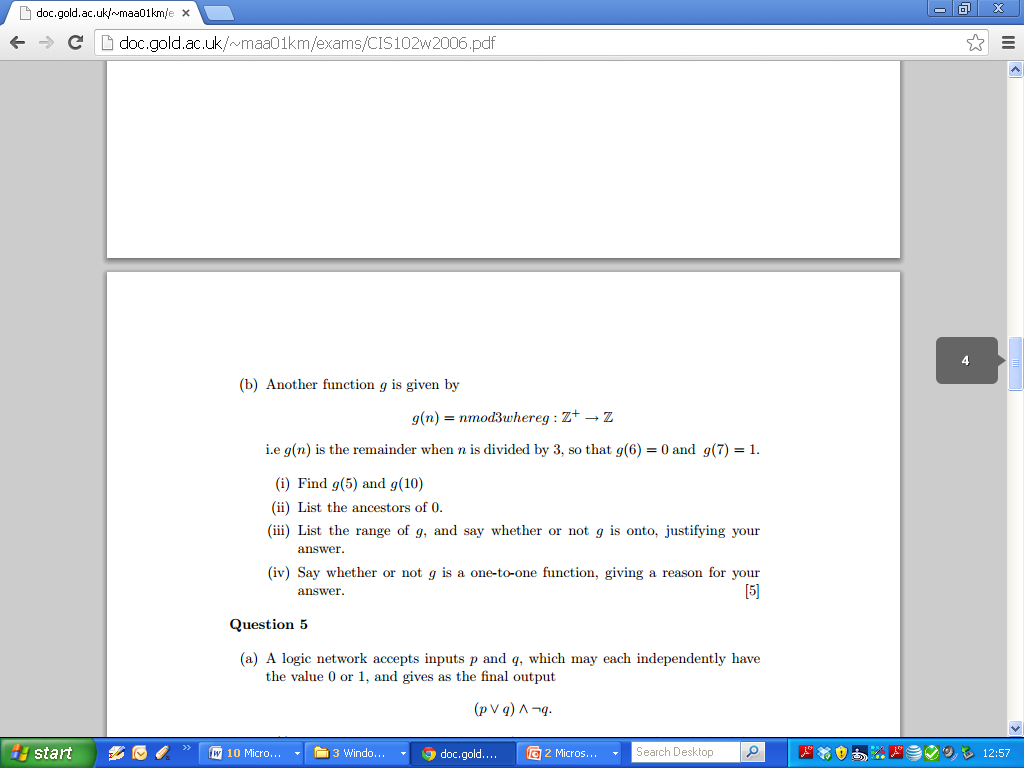 doc.gold.ac.uk/~maa01km/e
doc.gold.ac.uk/~maa01km/exams/CIS102w2006.pdf
4
(b) Another function g is given by
g(n) = nmod3whereg : ℤ⁺ → ℤ
i.e g(n) is the remainder when n is divided by 3, so that g(6) = 0 and g(7) = 1.
(i) Find g(5) and g(10)
(ii) List the ancestors of 0.
(iii) List the range of g, and say whether or not g is onto, justifying your
answer.
(iv) Say whether or not g is a one-to-one function, giving a reason for your
answer. [5]
Question 5
(a) A logic network accepts inputs p and q, which may each independently have
the value 0 or 1, and gives as the final output
(p ∨ q) ∧ ¬q.
start
10 Micro...
3 Windo...
doc.gold....
2 Micros...
Search Desktop
12:57